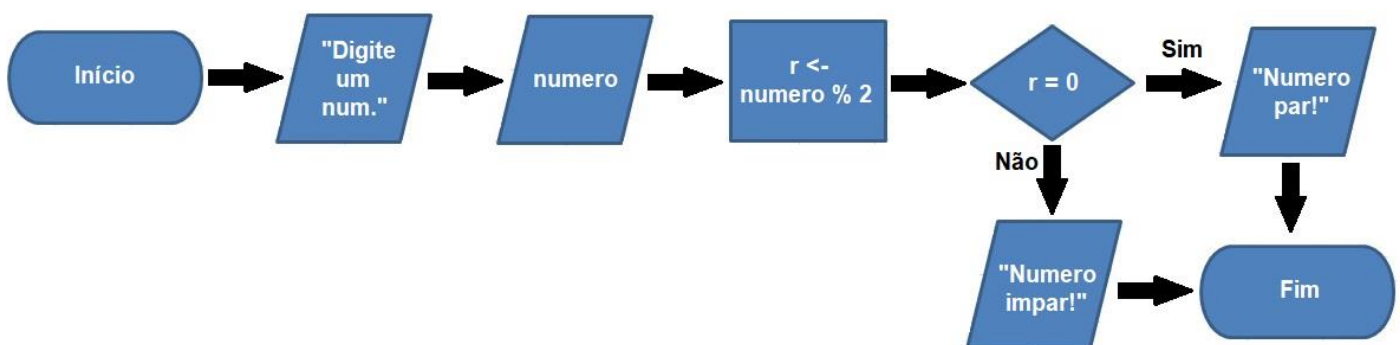 Início
"Digite
um
num."
numero
r <-
numero % 2
r = 0
Sim
"Numero
par!"
Não
"Numero
impar!"
Fim